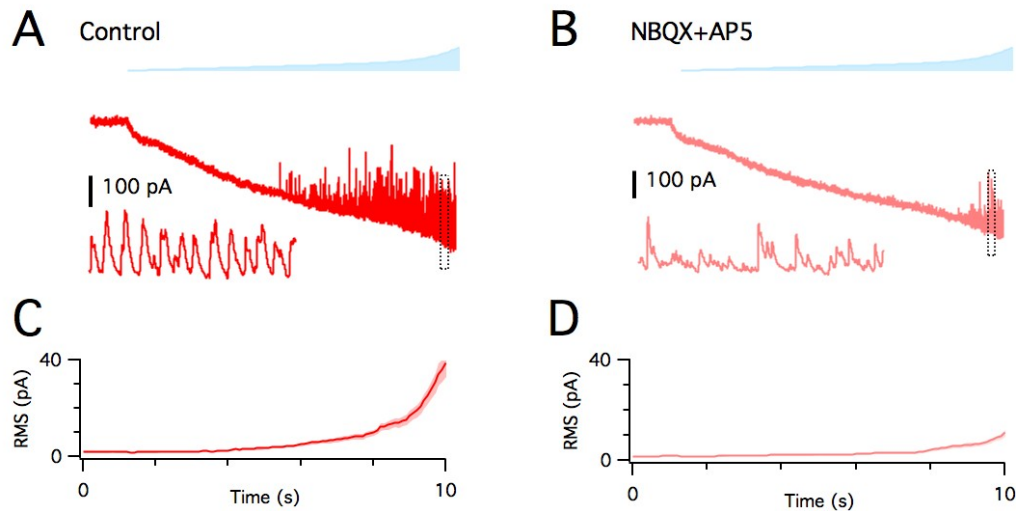 A Control
B NBQX+AP5
100 pA
100 pA
C
D
40
RMS (pA)
0
0 Time (s) 10
40
RMS (pA)
0
0 Time (s) 10